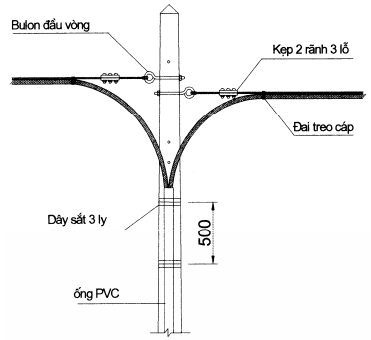 Bulon đầu vòng
Kẹp 2 rãnh 3 lỗ
Đai treo cáp
Dây sắt 3 ly
500
ống PVC